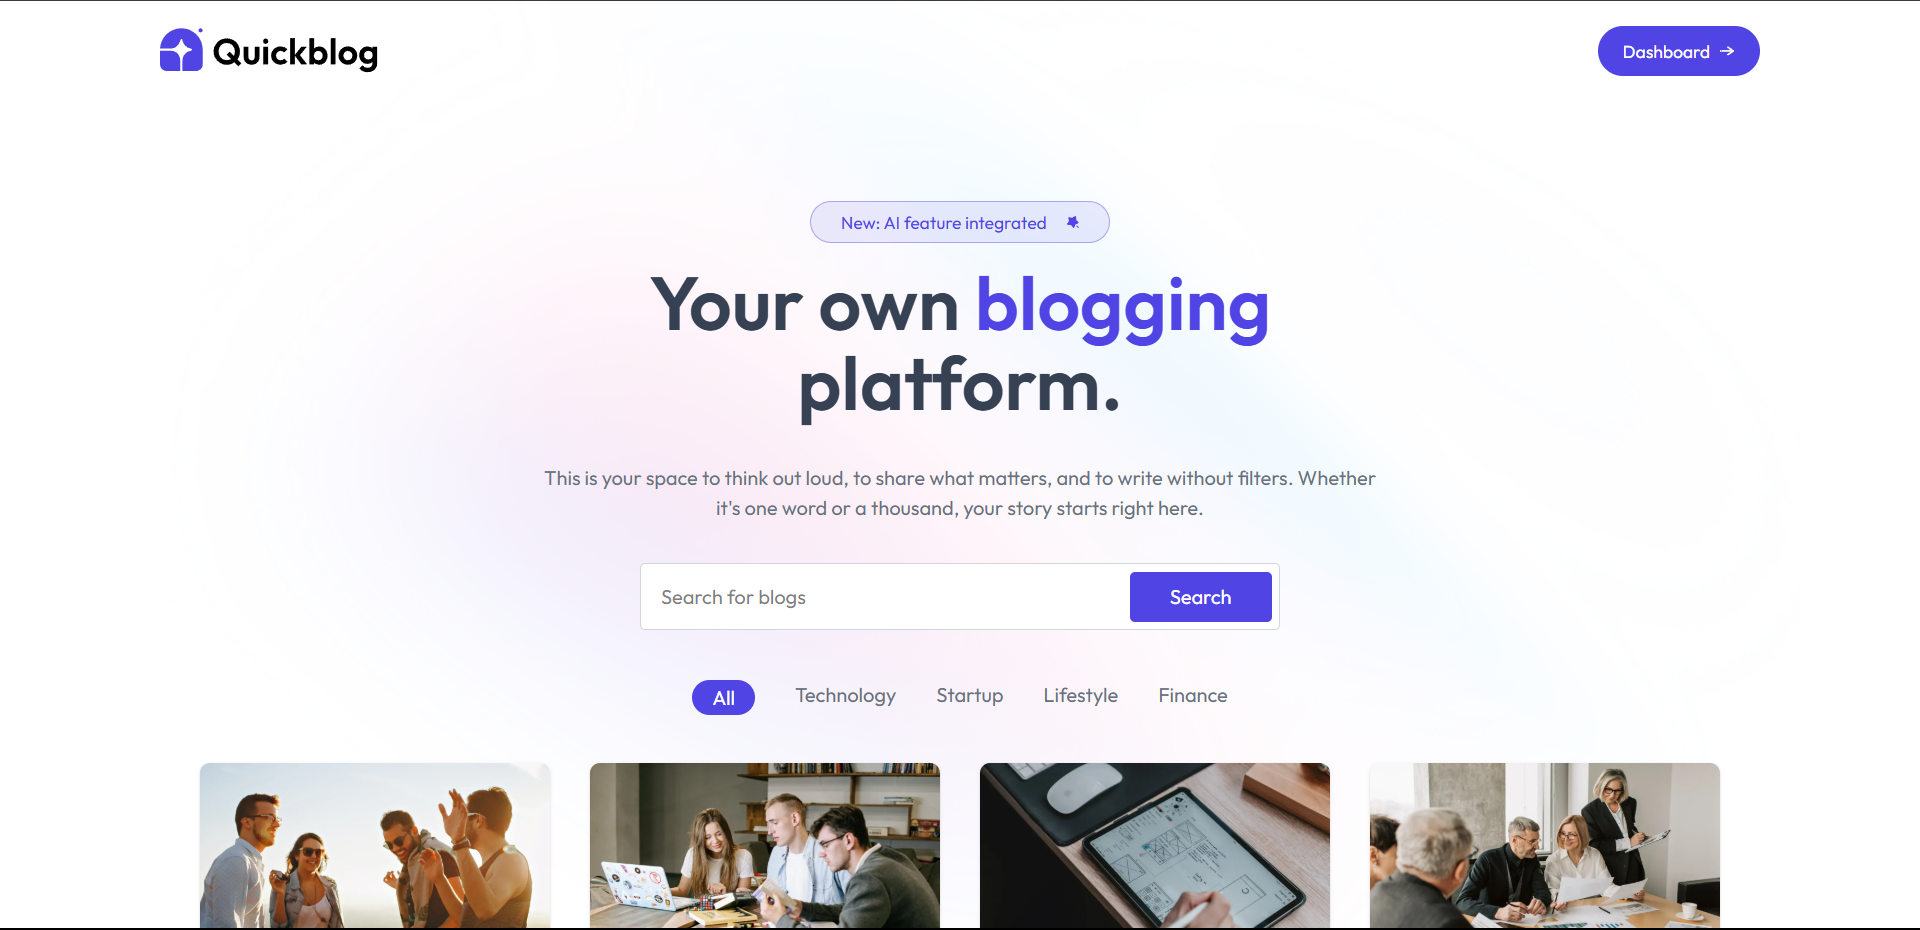 Quickblog
Dashboard →
New: AI feature integrated
Your own blogging
platform.
This is your space to think out loud, to share what matters, and to write without filters. Whether
it's one word or a thousand, your story starts right here.
Search for blogs
Search
All Technology Startup Lifestyle Finance